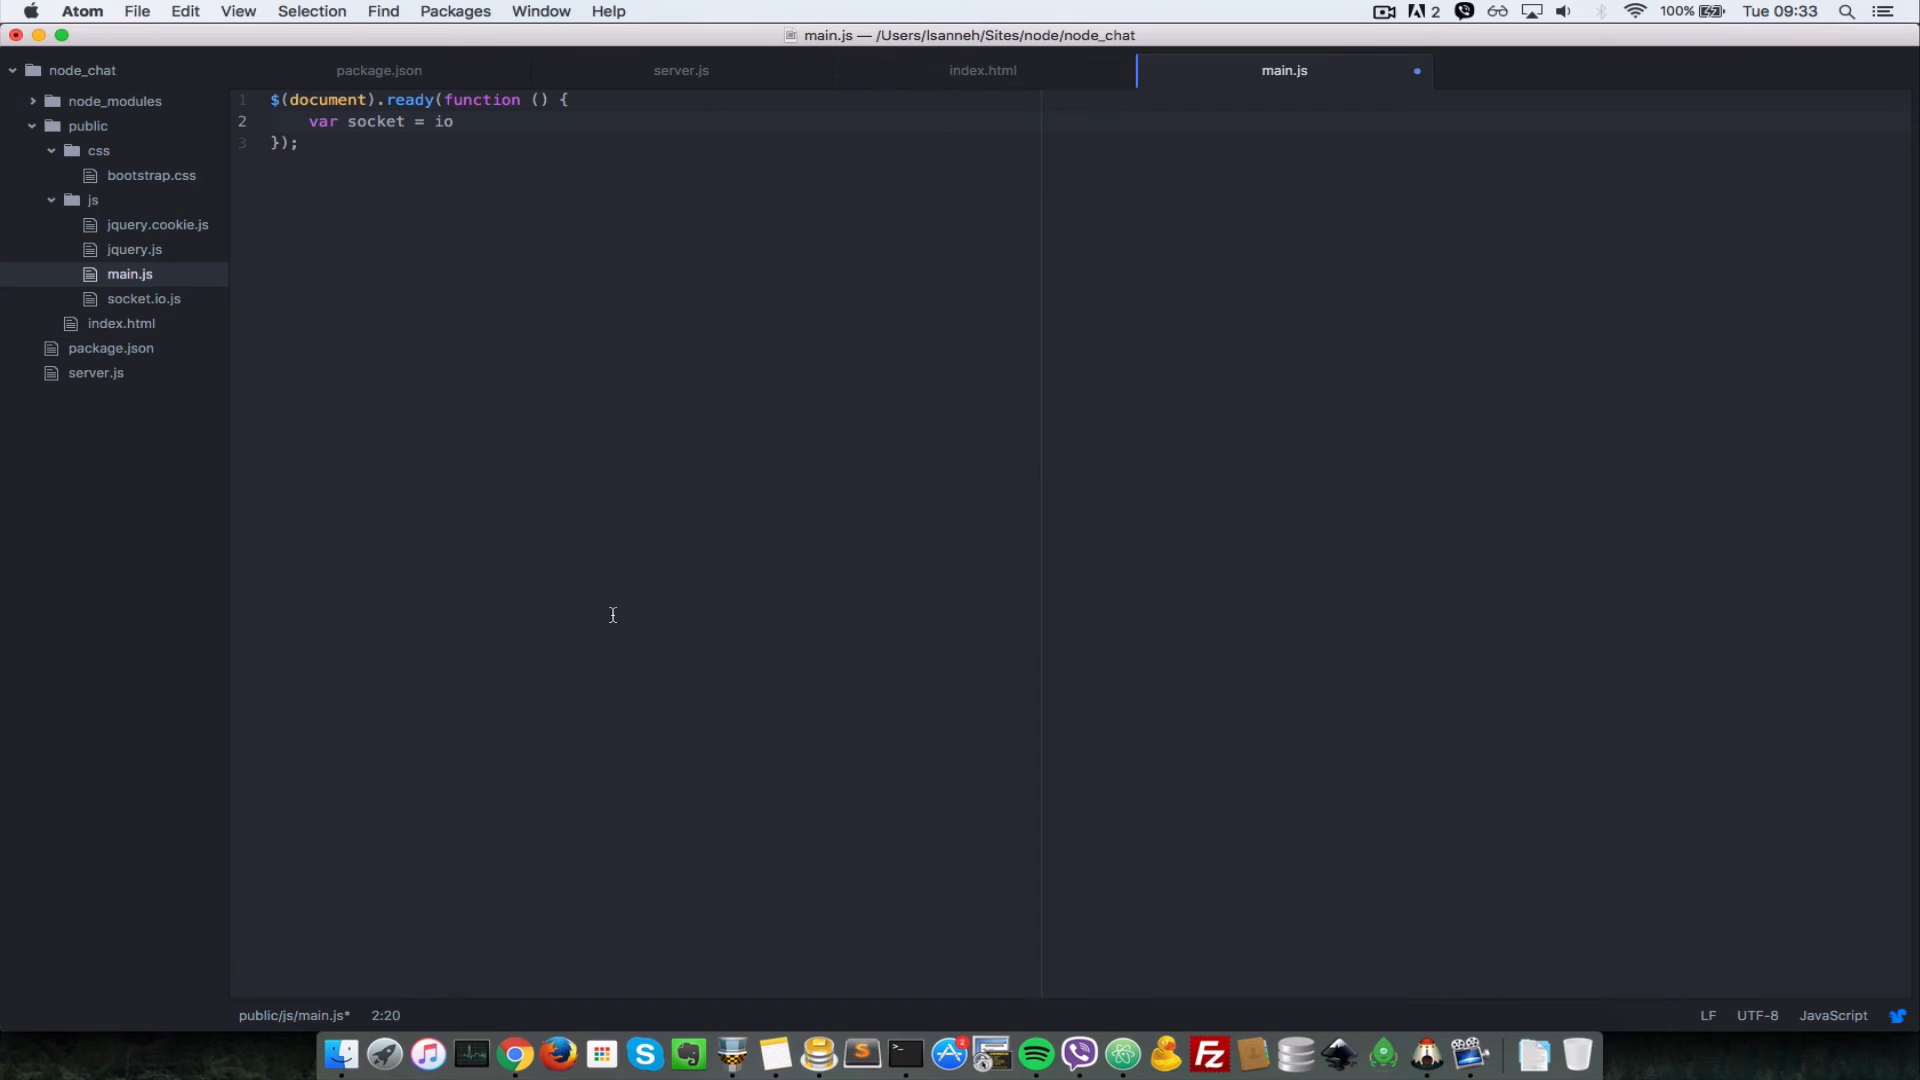 Atom File Edit View Selection Find Packages Window Help 2 100% Tue 09:33
main.js — /Users/lsanneh/Sites/node/node_chat
node_chat package.json server.js index.html main.js
node_modules
public
css
bootstrap.css
js
jquery.cookie.js
jquery.js
main.js
socket.io.js
index.html
package.json
server.js
1 $(document).ready(function () {
2 var socket = io
3 });
public/js/main.js* 2:20 LF UTF-8 JavaScript
2